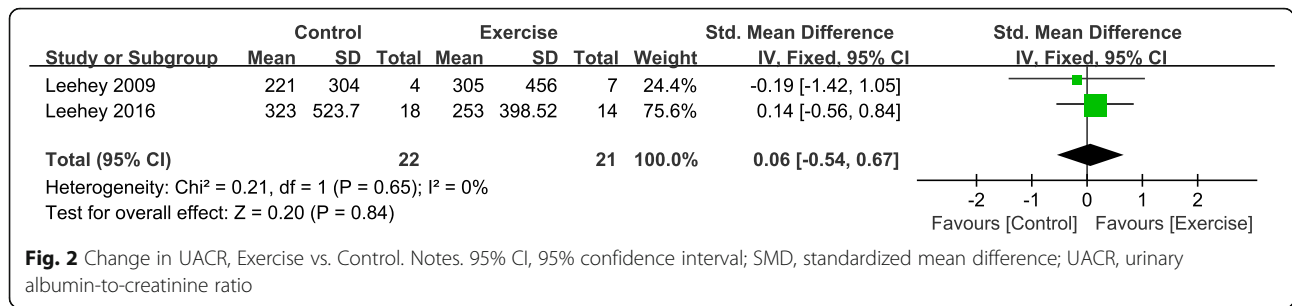 Control Exercise Std. Mean Difference Std. Mean Difference
Study or Subgroup Mean SD Total Mean SD Total Weight IV, Fixed, 95% CI IV, Fixed, 95% CI
Leehey 2009 221 304 4 305 456 7 24.4% -0.19 [-1.42, 1.05]
Leehey 2016 323 523.7 18 253 398.52 14 75.6% 0.14 [-0.56, 0.84]
Total (95% CI) 22 21 100.0% 0.06 [-0.54, 0.67]
Heterogeneity: Chi² = 0.21, df = 1 (P = 0.65); I² = 0%
Test for overall effect: Z = 0.20 (P = 0.84)
-2 -1 0 1 2
Favours [Control] Favours [Exercise]
Fig. 2 Change in UACR, Exercise vs. Control. Notes. 95% CI, 95% confidence interval; SMD, standardized mean difference; UACR, urinary
albumin-to-creatinine ratio